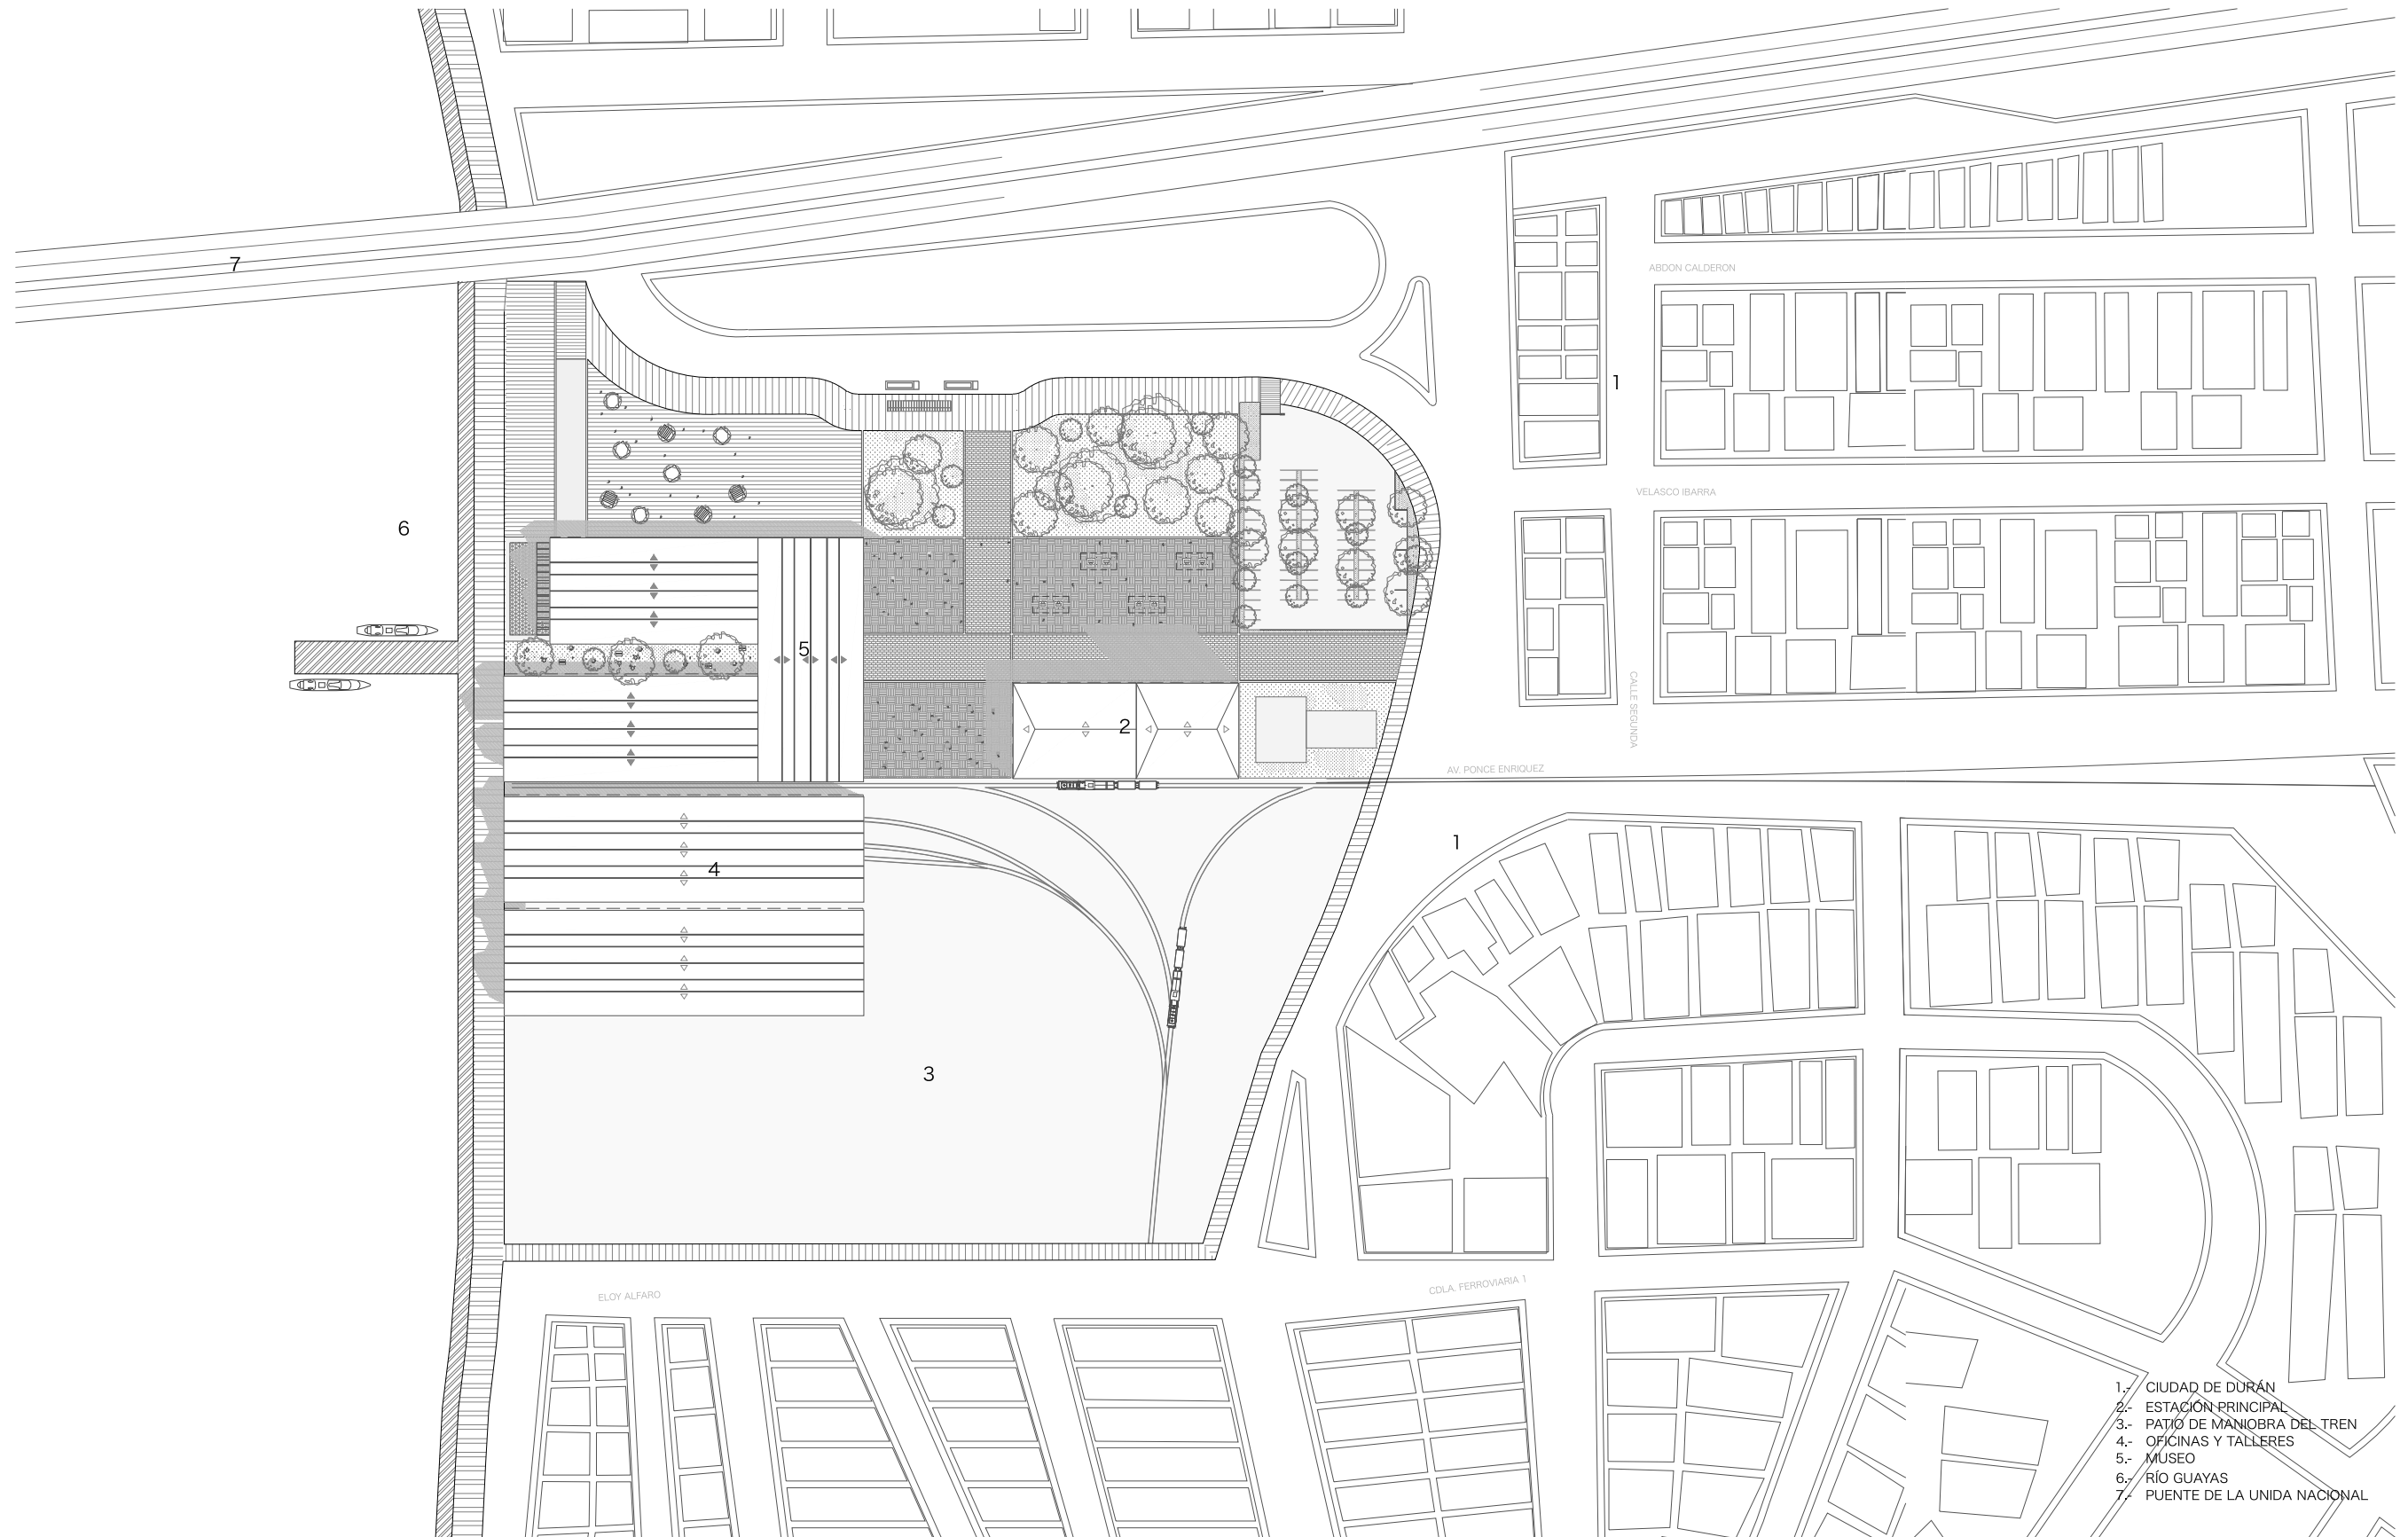 7
ABDON CALDERON
1
VELASCO IBARRA
6
5
CALLE SEGUNDA
2
AV. PONCE ENRIQUEZ
1
4
3
CDLA. FERROVIARIA 1
ELOY ALFARO
1.- CIUDAD DE DURÁN
2.- ESTACIÓN PRINCIPAL
3.- PATIO DE MANIOBRA DEL TREN
4.- OFICINAS Y TALLERES
5.- MUSEO
6.- RÍO GUAYAS
7.- PUENTE DE LA UNIDA NACIONAL